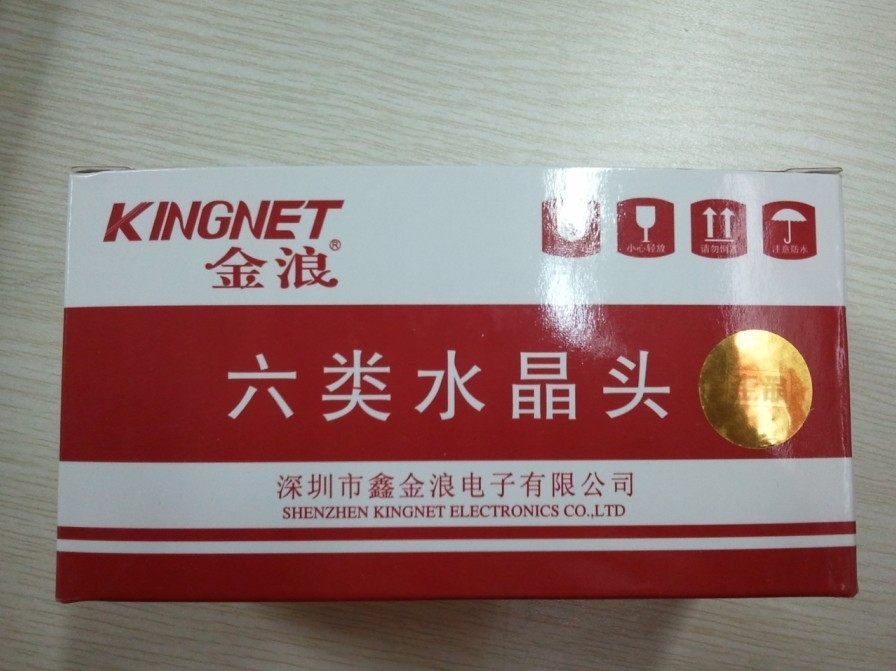 KINGNET
金浪®
小心轻放
请勿倒置
注意防水
六类水晶头
深圳市鑫金浪电子有限公司
SHENZHEN KINGNET ELECTRONICS CO.,LTD